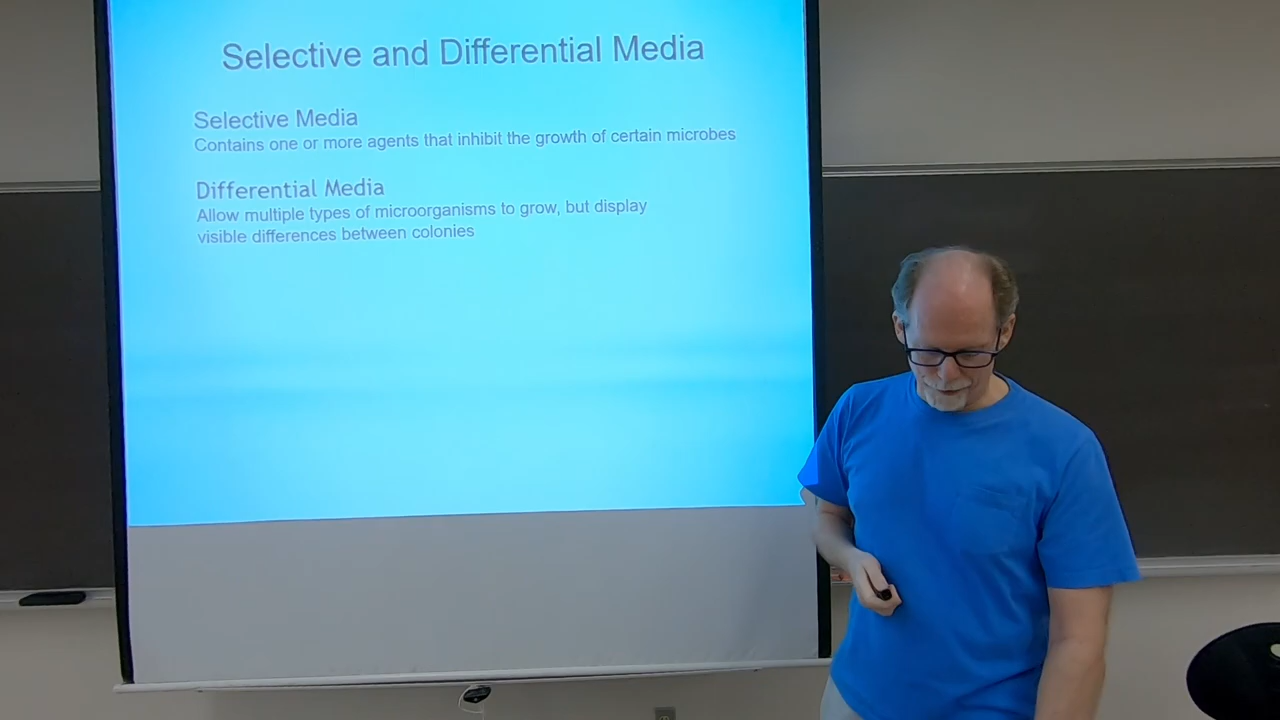 Selective and Differential Media
Selective Media
Contains one or more agents that inhibit the growth of certain microbes
Differential Media
Allow multiple types of microorganisms to grow, but display
visible differences between colonies